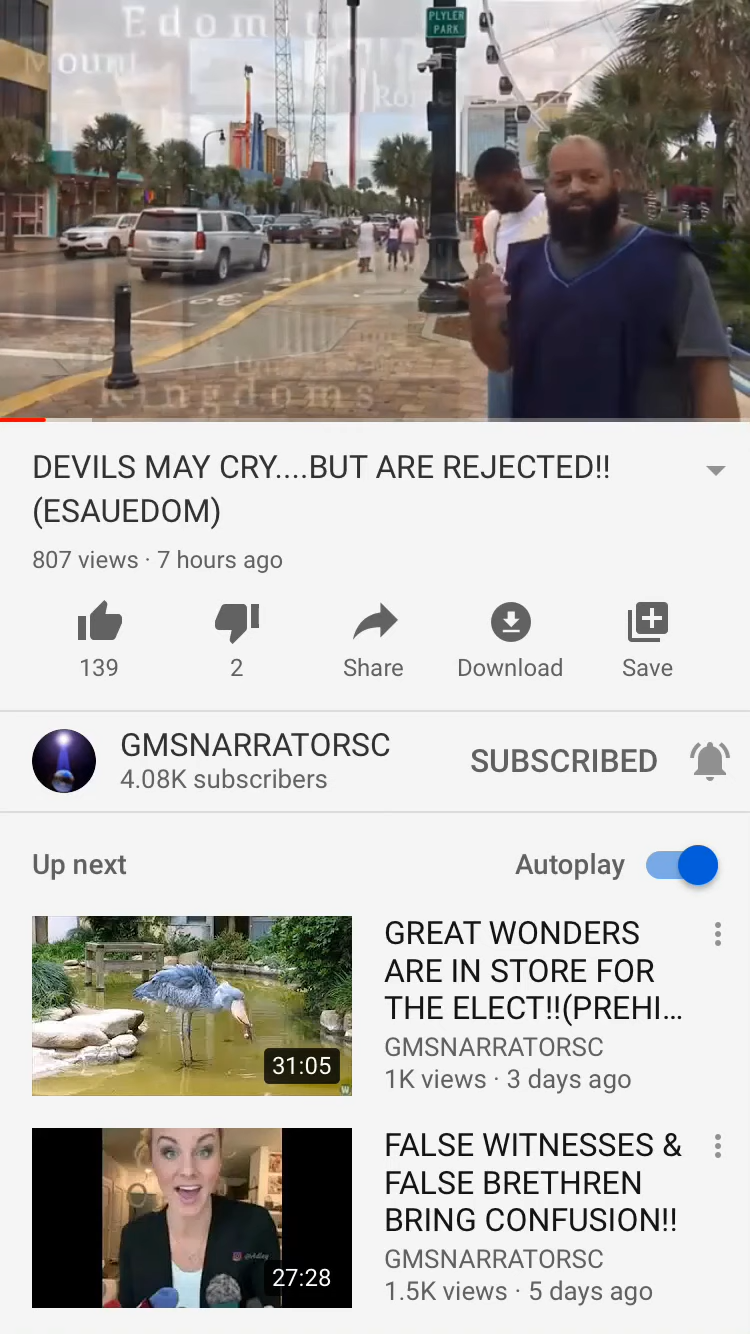 Edomite
Mount
PLYLER
PARK
Kingdoms
DEVILS MAY CRY....BUT ARE REJECTED!!
(ESAUEDOM)
807 views · 7 hours ago
139
2
Share
Download
Save
GMSNARRATORSC
4.08K subscribers
SUBSCRIBED
Up next
Autoplay
GREAT WONDERS
ARE IN STORE FOR
THE ELECT!!(PREHI...
GMSNARRATORSC
1K views · 3 days ago
31:05
FALSE WITNESSES &
FALSE BRETHREN
BRING CONFUSION!!
GMSNARRATORSC
1.5K views · 5 days ago
27:28